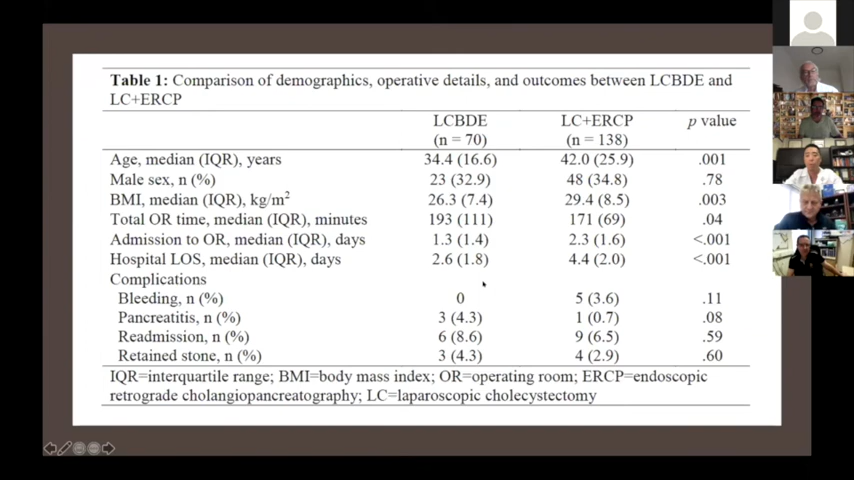 Table 1: Comparison of demographics, operative details, and outcomes between LCBDE and
LC+ERCP
LCBDE LC+ERCP p value
(n = 70) (n = 138)
Age, median (IQR), years 34.4 (16.6) 42.0 (25.9) .001
Male sex, n (%) 23 (32.9) 48 (34.8) .78
BMI, median (IQR), kg/m² 26.3 (7.4) 29.4 (8.5) .003
Total OR time, median (IQR), minutes 193 (111) 171 (69) .04
Admission to OR, median (IQR), days 1.3 (1.4) 2.3 (1.6) <.001
Hospital LOS, median (IQR), days 2.6 (1.8) 4.4 (2.0) <.001
Complications
Bleeding, n (%) 0 5 (3.6) .11
Pancreatitis, n (%) 3 (4.3) 1 (0.7) .08
Readmission, n (%) 6 (8.6) 9 (6.5) .59
Retained stone, n (%) 3 (4.3) 4 (2.9) .60
IQR=interquartile range; BMI=body mass index; OR=operating room; ERCP=endoscopic
retrograde cholangiopancreatography; LC=laparoscopic cholecystectomy